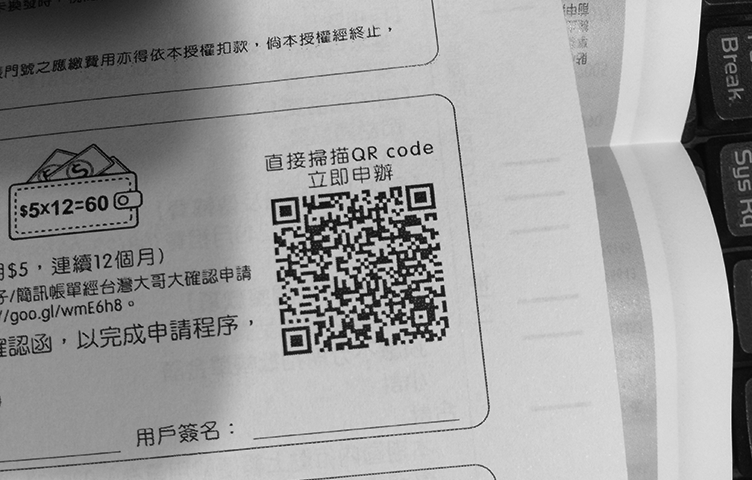 門號之應繳費用亦得依本授權扣款，倘本授權經終止，
直接掃描QR code
立即申辦
$5x12=60
月$5，連續12個月)
子/簡訊帳單經台灣大哥大確認申請
//goo.gl/wmE6h8。
確認函，以完成申請程序，
用戶簽名：
Break
Sys Rq